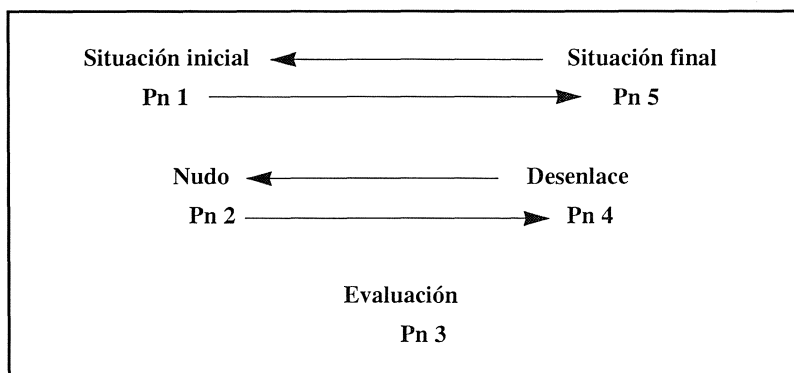 Situación inicial Situación final
Pn 1 Pn 5
Nudo Desenlace
Pn 2 Pn 4
Evaluación
Pn 3